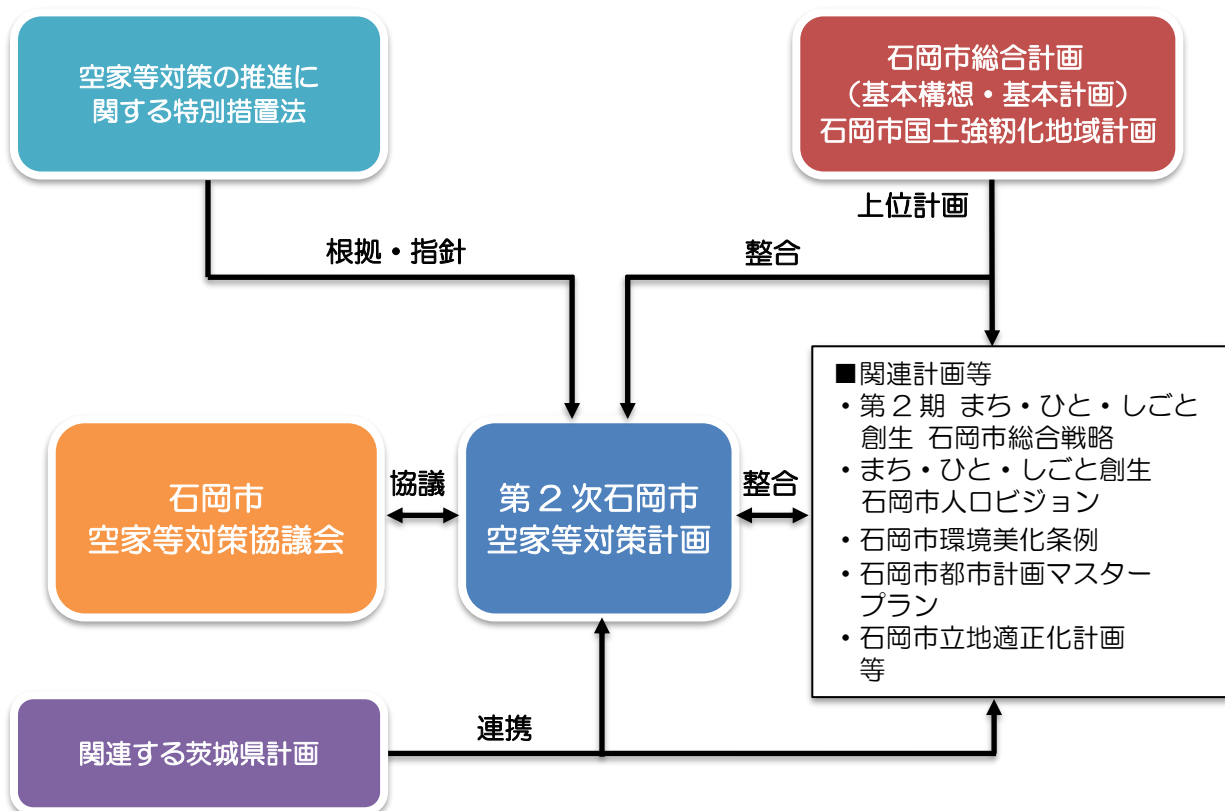 空家等対策の推進に
関する特別措置法
石岡市総合計画
（基本構想・基本計画）
石岡市国土強靭化地域計画
上位計画
根拠・指針
整合
■関連計画等
・第２期 まち・ひと・しごと
創生 石岡市総合戦略
・まち・ひと・しごと創生
石岡市人口ビジョン
・石岡市環境美化条例
・石岡市都市計画マスター
プラン
・石岡市立地適正化計画
等
石岡市
空家等対策協議会
協議
第２次石岡市
空家等対策計画
整合
関連する茨城県計画
連携